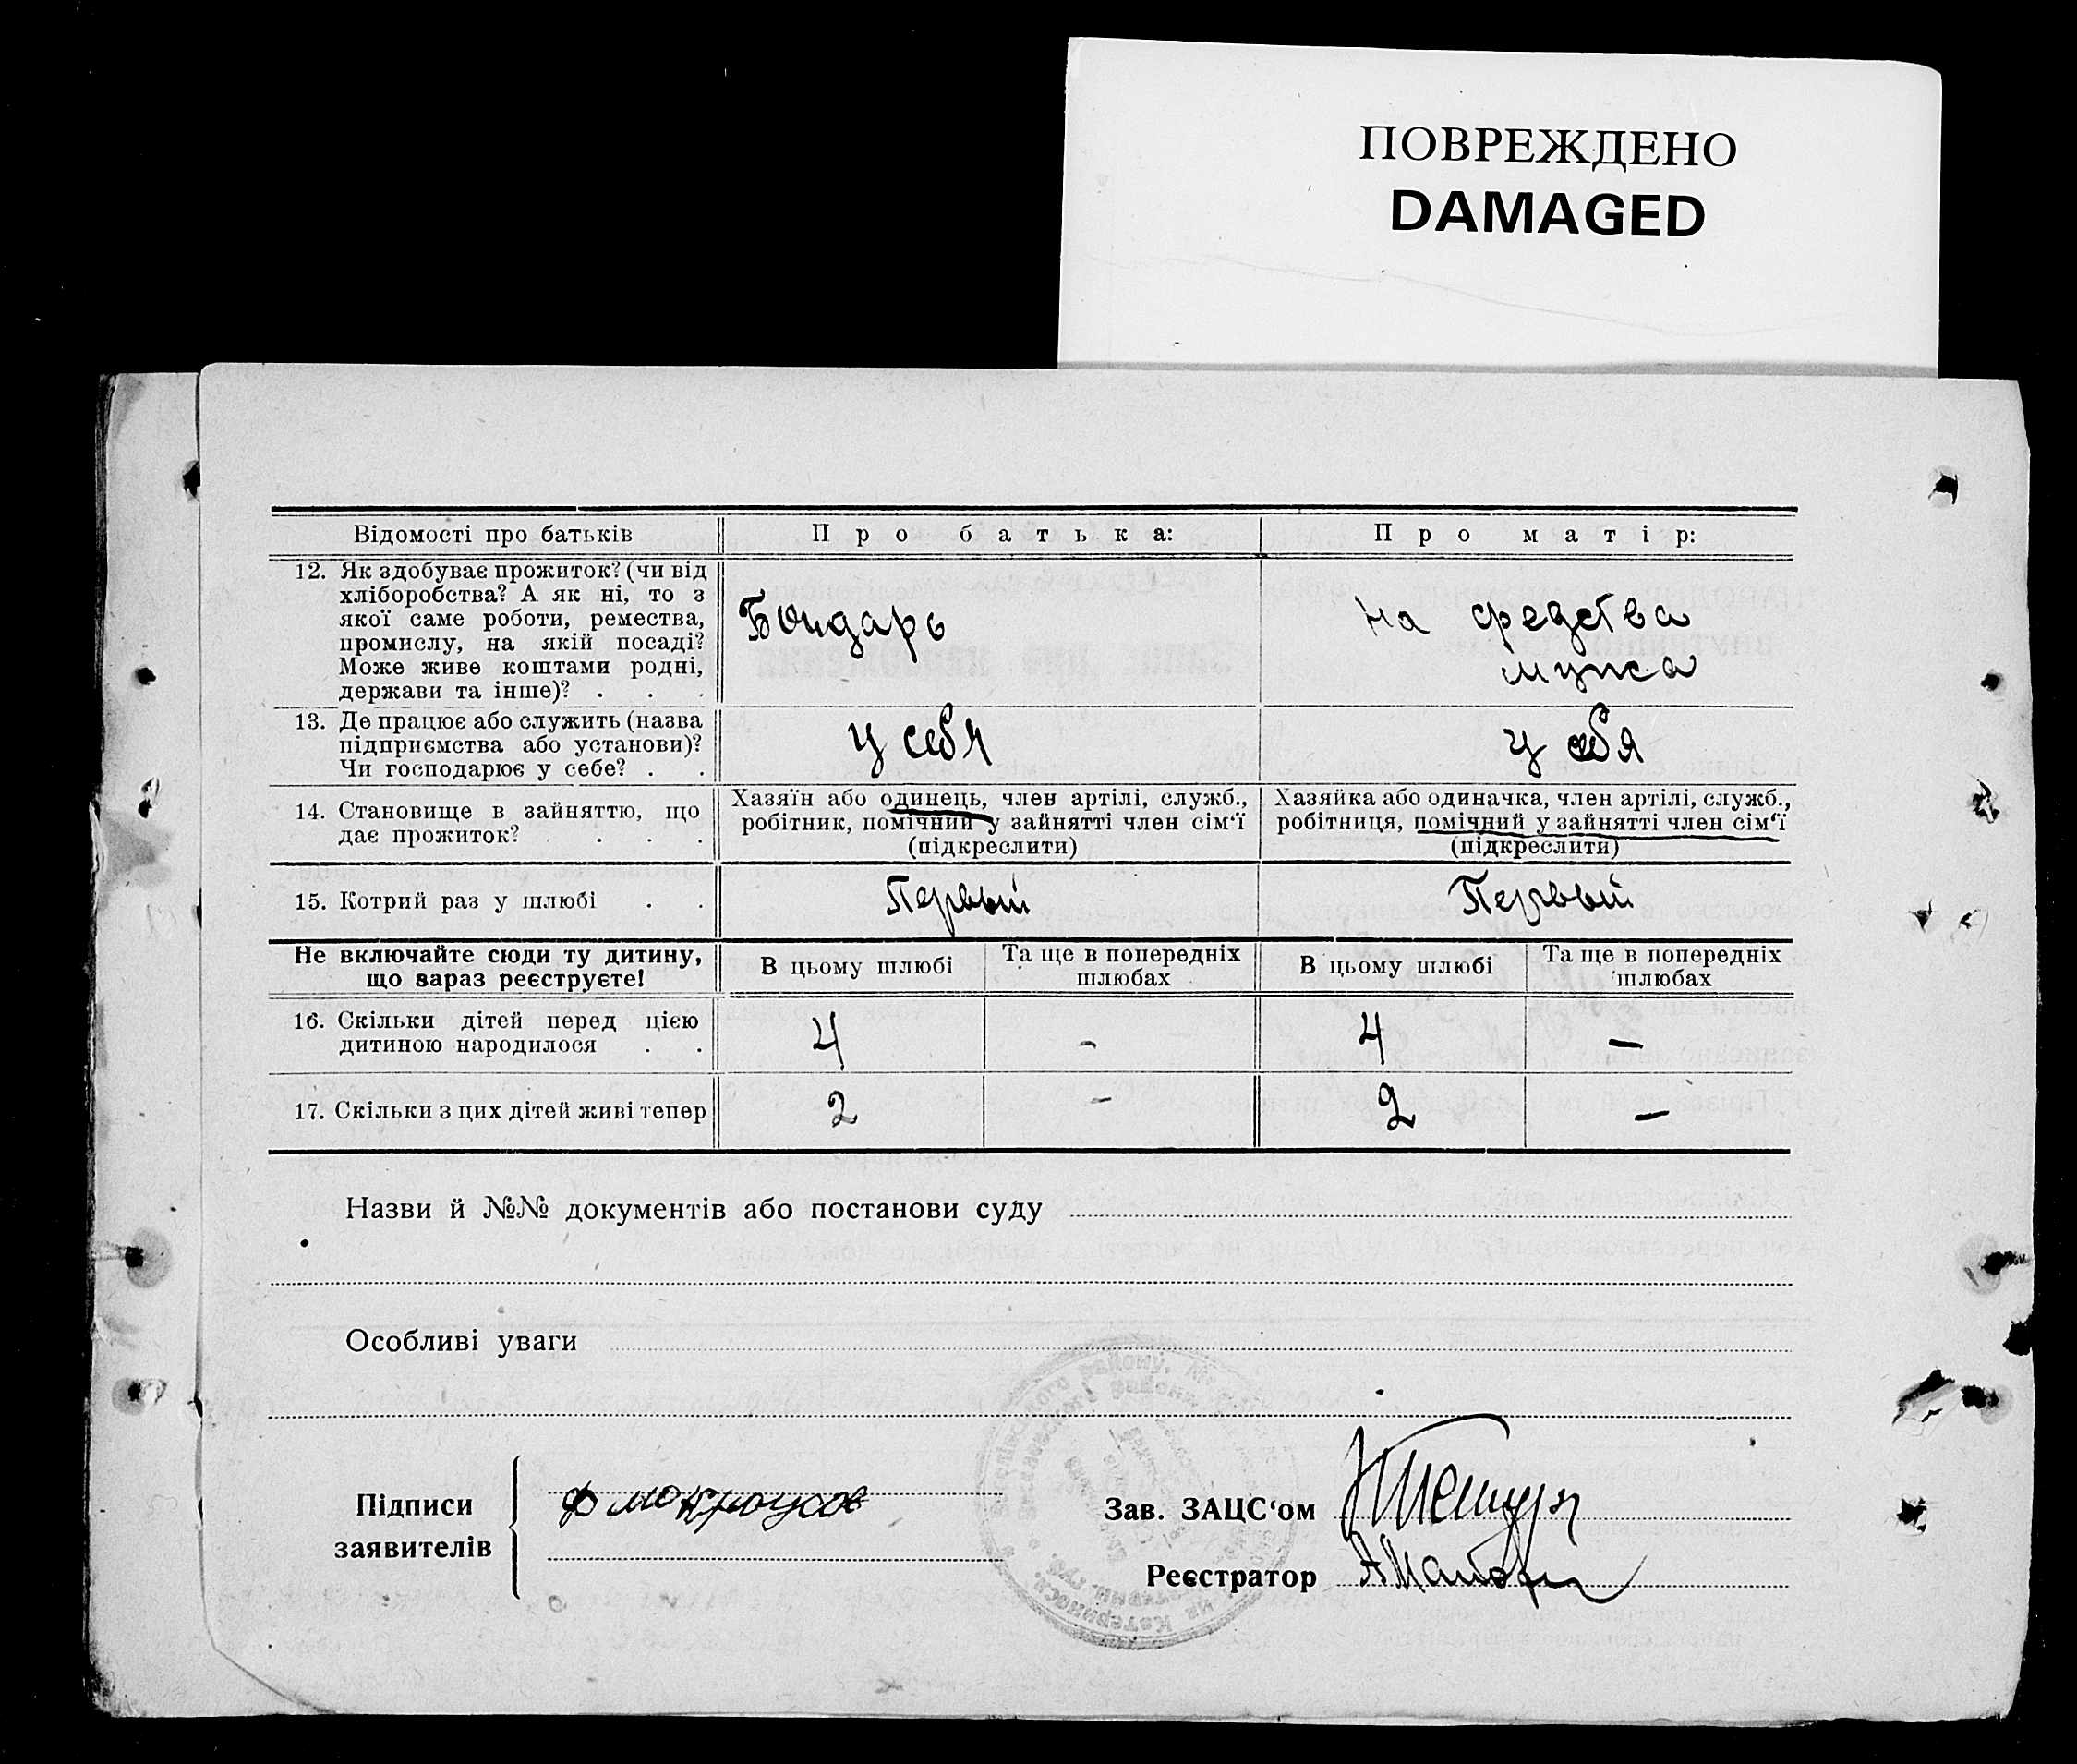 ПОВРЕЖДЕНО
DAMAGED
Відомості про батьків
Про батька:
Про матір:
12. Як здобуває прожиток? (чи від
хліборобства? А як ні, то з
якої саме роботи, ремества,
промислу, на якій посаді?
Може живе коштами родні,
держави та інше)? . . .
Бондарь
на средства
мужа
13. Де працює або служить (назва
підприємства або установи)?
Чи господарює у себе? . .
у себя
у себя
14. Становище в зайняттю, що
дає прожиток? . . . .
Хазяїн або одинець, член артілі, служб.,
робітник, помічний у зайнятті член сім'ї
(підкреслити)
Хазяйка або одиначка, член артілі, служб.,
робітниця, помічний у зайнятті член сім'ї
(підкреслити)
15. Котрий раз у шлюбі . .
Первый
Первый
Не включайте сюди ту дитину,
що зараз реєструєте!
В цьому шлюбі
Та ще в попередніх
шлюбах
В цьому шлюбі
Та ще в попередніх
шлюбах
16. Скільки дітей перед цією
дитиною народилося . .
4
-
4
-
17. Скільки з цих дітей живі тепер
2
-
2
-
Назви й №№ документів або постанови суду
Особливі уваги
Підписи
заявителів
Ф Мокроусов
Зав. ЗАЦС'ом
Реєстратор